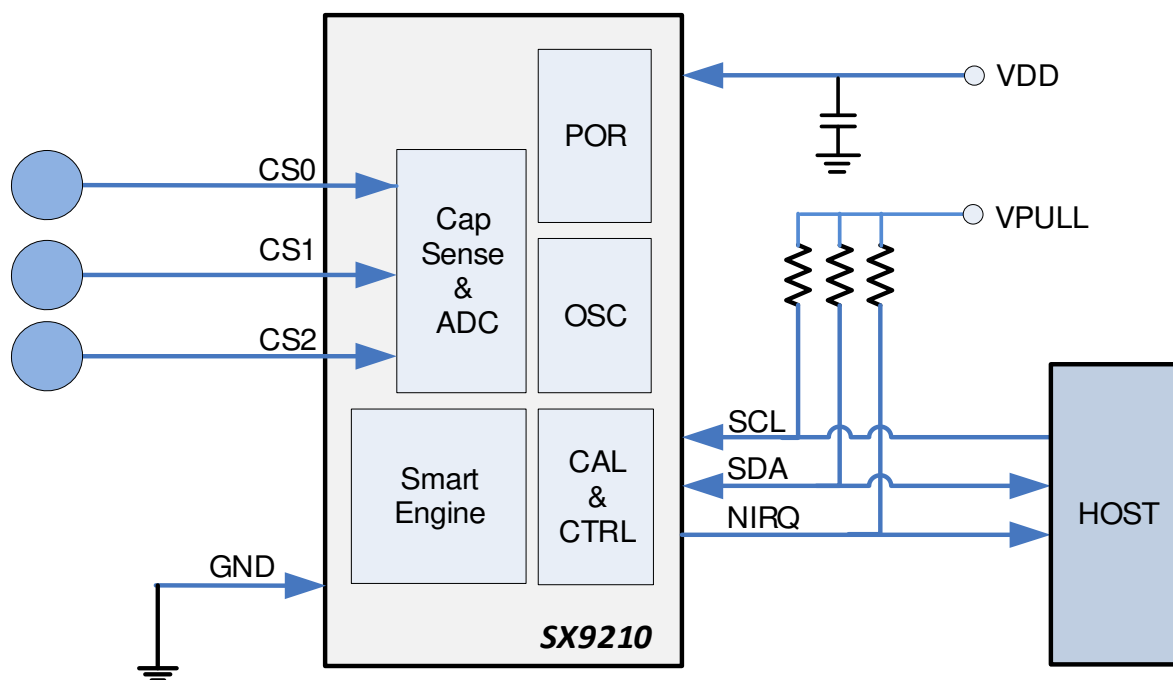 VDD
POR
CS0
Cap
Sense
&
ADC
VPULL
CS1
OSC
CS2
SCL
CAL
&
CTRL
Smart
Engine
SDA
HOST
NIRQ
GND
SX9210